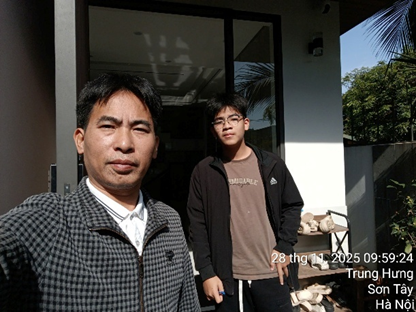 28 thg 11, 2025 09:59:24
Trung Hưng
Sơn Tây
Hà Nội